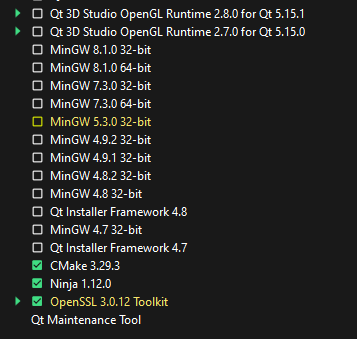 Qt 3D Studio OpenGL Runtime 2.8.0 for Qt 5.15.1
Qt 3D Studio OpenGL Runtime 2.7.0 for Qt 5.15.0
MinGW 8.1.0 32-bit
MinGW 8.1.0 64-bit
MinGW 7.3.0 32-bit
MinGW 7.3.0 64-bit
MinGW 5.3.0 32-bit
MinGW 4.9.2 32-bit
MinGW 4.9.1 32-bit
MinGW 4.8.2 32-bit
MinGW 4.8 32-bit
Qt Installer Framework 4.8
MinGW 4.7 32-bit
Qt Installer Framework 4.7
CMake 3.29.3
Ninja 1.12.0
OpenSSL 3.0.12 Toolkit
Qt Maintenance Tool